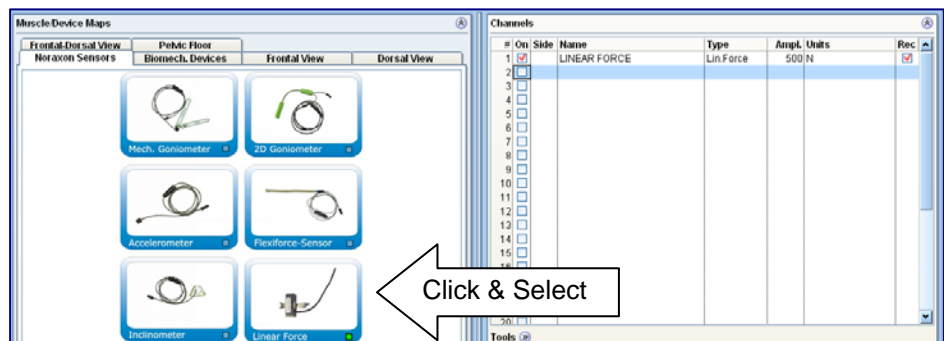 Muscle/Device Maps
Frontal-Dorsal View Pelvic Floor
Noraxon Sensors Biomech. Devices Frontal View Dorsal View
Mech. Goniometer 2D Goniometer
Accelerometer Flexiforce-Sensor
Inclinometer Linear Force
Click & Select
Channels
# On Side Name Type Ampl. Units Rec
1 LINEAR FORCE Lin.Force 500 N
2
3
4
5
6
7
8
9
10
11
12
13
14
15
Tools